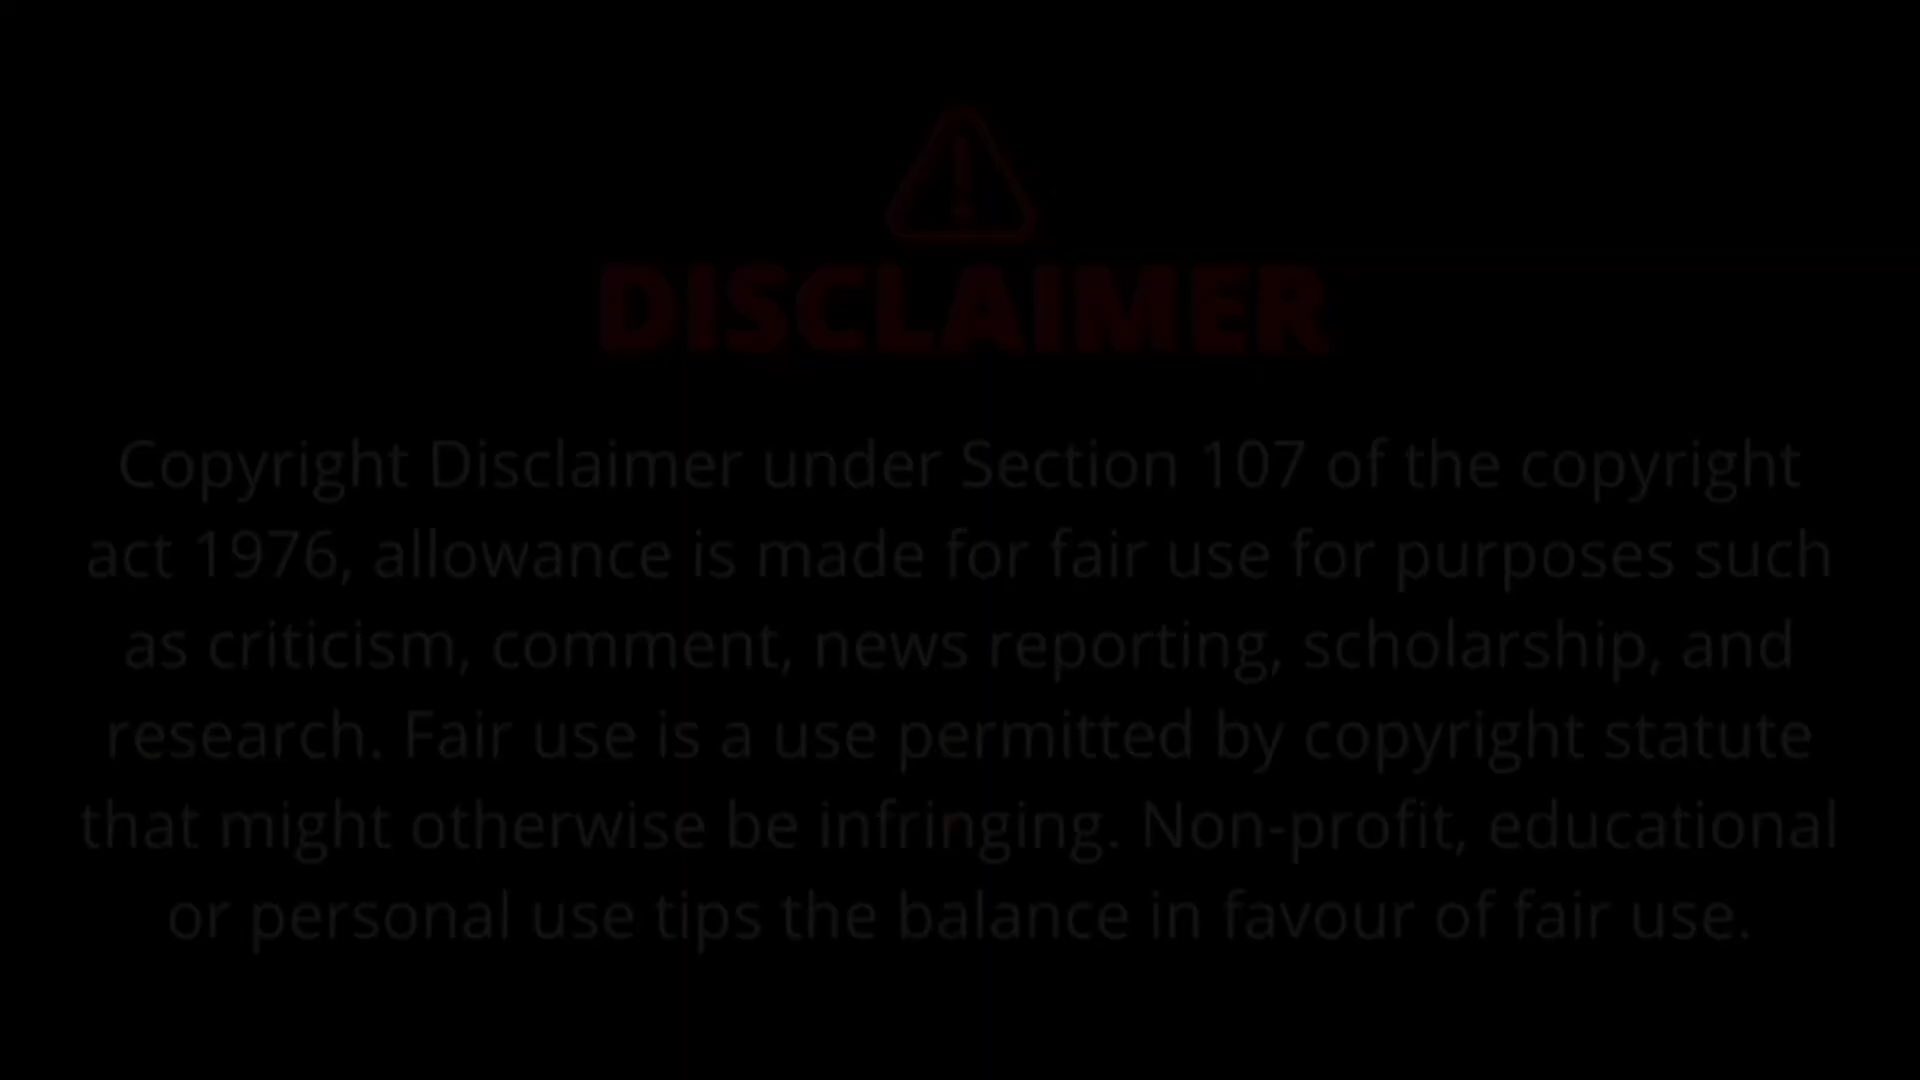 DISCLAIMER
Copyright Disclaimer under Section 107 of the copyright
act 1976, allowance is made for fair use for purposes such
as criticism, comment, news reporting, scholarship, and
research. Fair use is a use permitted by copyright statute
that might otherwise be infringing. Non-profit, educational
or personal use tips the balance in favour of fair use.